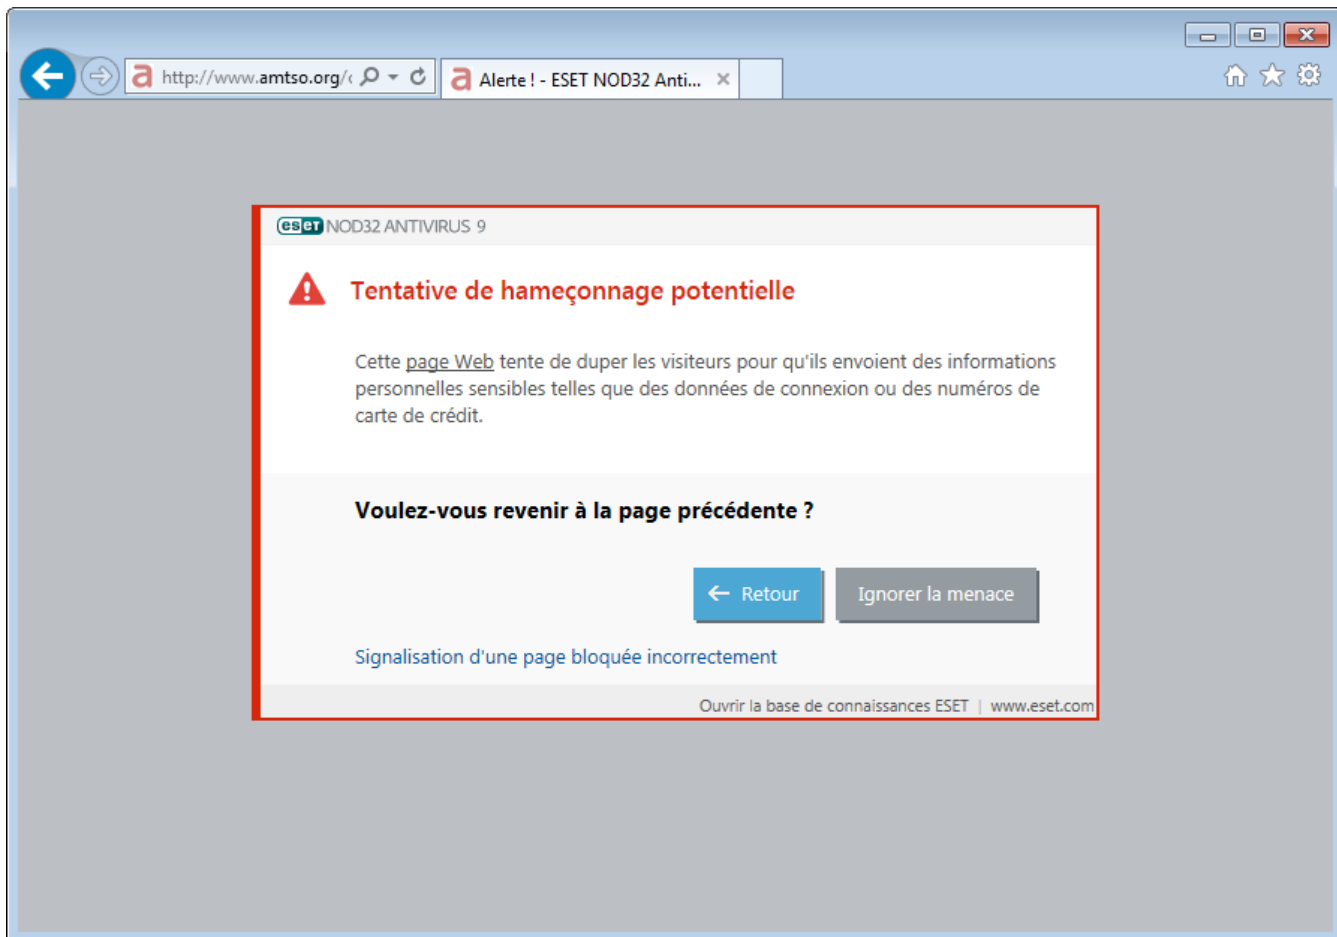 http://www.amtso.org/
Alerte ! - ESET NOD32 Anti...
eset NOD32 ANTIVIRUS 9
Tentative de hameçonnage potentielle
Cette page Web tente de duper les visiteurs pour qu'ils envoient des informations
personnelles sensibles telles que des données de connexion ou des numéros de
carte de crédit.
Voulez-vous revenir à la page précédente ?
Retour
Ignorer la menace
Signalisation d'une page bloquée incorrectement
Ouvrir la base de connaissances ESET | www.eset.com